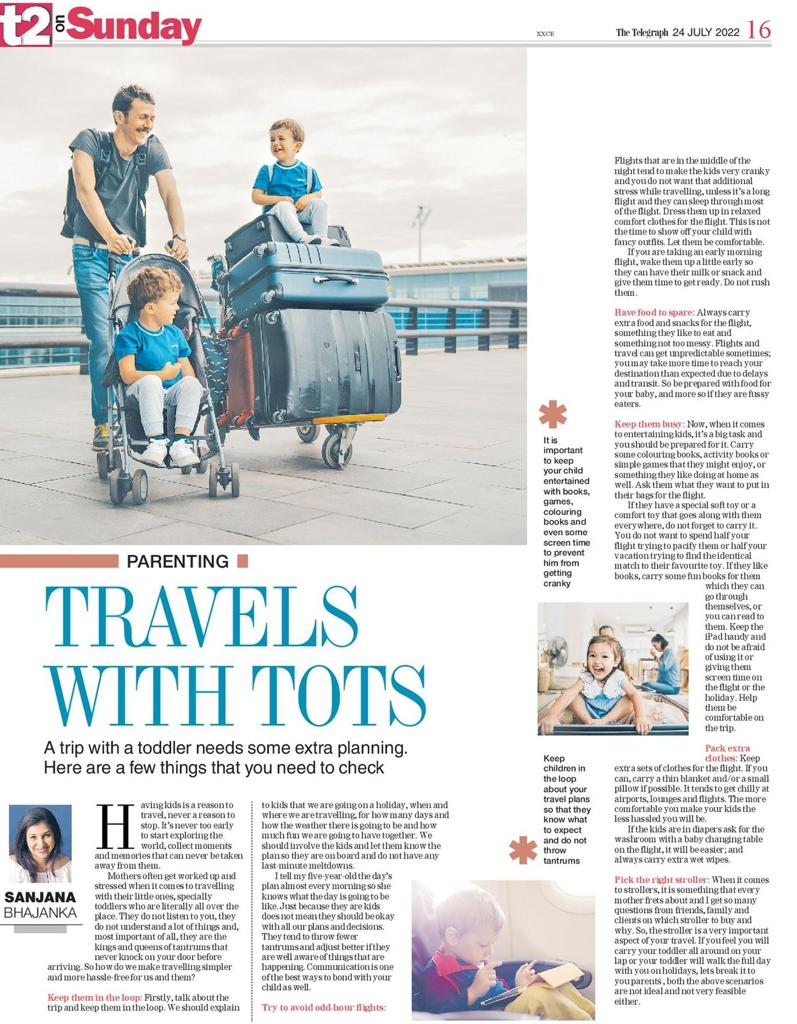 t2 on Sunday
XXCE
The Telegraph 24 JULY 2022 16
PARENTING
TRAVELS
WITH TOTS
A trip with a toddler needs some extra planning.
Here are a few things that you need to check
SANJANA
BHAJANKA
Having kids is a reason to
travel, never a reason to
stop. It's never too early
to start exploring the
world, collect moments
and memories that can never be taken
away from them.
Mothers often get worked up and
stressed when it comes to travelling
with their little ones, specially
toddlers who are literally all over the
place. They do not listen to you, they
do not understand a lot of things and,
most important of all, they are the
kings and queens of tantrums that
never knock on your door before
arriving. So how do we make travelling simpler
and more hassle-free for us and them?
Keep them in the loop: Firstly, talk about the
trip and keep them in the loop. We should explain
to kids that we are going on a holiday, when and
where we are travelling, for how many days and
how the weather there is going to be and how
much fun we are going to have together. We
should involve the kids and let them know the
plan so they are on board and do not have any
last-minute meltdowns.
I tell my five-year-old the day's
plan almost every morning so she
knows what the day is going to be
like. Just because they are kids
does not mean they should be okay
with all our plans and decisions.
They tend to throw fewer
tantrums and adjust better if they
are well aware of things that are
happening. Communication is one
of the best ways to bond with your
child as well.
Try to avoid odd-hour flights:
It is
important
to keep
your child
entertained
with books,
games,
colouring
books and
even some
screen time
to prevent
him from
getting
cranky
Keep
children in
the loop
about your
travel plans
so that they
know what
to expect
and do not
throw
tantrums
Flights that are in the middle of the
night tend to make the kids very cranky
and you do not want that additional
stress while travelling, unless it's a long
flight and they can sleep through most
of the flight. Dress them up in relaxed
comfort clothes for the flight. This is not
the time to show off your child with
fancy outfits. Let them be comfortable.
If you are taking an early morning
flight, wake them up a little early so
they can have their milk or snack and
give them time to get ready. Do not rush
them.
Have food to spare: Always carry
extra food and snacks for the flight,
something they like to eat and
something not too messy. Flights and
travel can get unpredictable sometimes;
you may take more time to reach your
destination than expected due to delays
and transit. So be prepared with food for
your baby, and more so if they are fussy
eaters.
Keep them busy: Now, when it comes
to entertaining kids, it's a big task and
you should be prepared for it. Carry
some colouring books, activity books or
simple games that they might enjoy, or
something they like doing at home as
well. Ask them what they want to put in
their bags for the flight.
If they have a special soft toy or a
comfort toy that goes along with them
everywhere, do not forget to carry it.
You do not want to spend half your
flight trying to pacify them or half your
vacation trying to find the identical
match to their favourite toy. If they like
books, carry some fun books for them
which they can
go through
themselves, or
you can read to
them. Keep the
iPad handy and
do not be afraid
of using it or
giving them
screen time on
the flight or the
holiday. Help
them be
comfortable on
the trip.
Pack extra
clothes: Keep
extra sets of clothes for the flight. If you
can, carry a thin blanket and/or a small
pillow if possible. It tends to get chilly at
airports, lounges and flights. The more
comfortable you make your kids the
less hassled you will be.
If the kids are in diapers ask for the
washroom with a baby changing table
on the flight, it will be easier; and
always carry extra wet wipes.
Pick the right stroller: When it comes
to strollers, it is something that every
mother frets about and I get so many
questions from friends, family and
clients on which stroller to buy and
why. So, the stroller is a very important
aspect of your travel. If you feel you will
carry your toddler all around on your
lap or your toddler will walk the full day
with you on holidays, lets break it to
you parents , both the above scenarios
are not ideal and not very feasible
either.